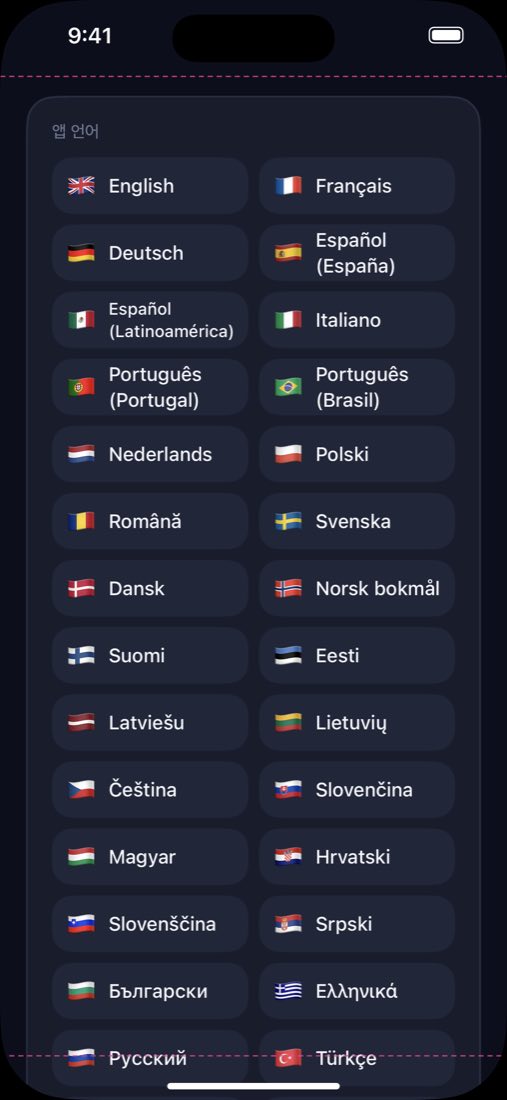 9:41
앱 언어
English
Français
Deutsch
Español
(España)
Español
(Latinoamérica)
Italiano
Português
(Portugal)
Português
(Brasil)
Nederlands
Polski
Română
Svenska
Dansk
Norsk bokmål
Suomi
Eesti
Latviešu
Lietuvių
Čeština
Slovenčina
Magyar
Hrvatski
Slovenščina
Srpski
Български
Ελληνικά
Русский
Türkçe